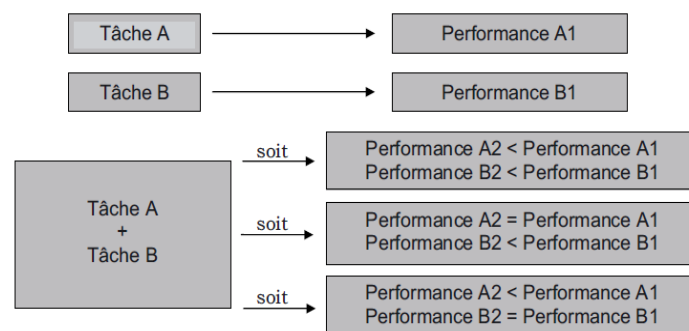 Tâche A
Performance A1
Tâche B
Performance B1
Tâche A
+
Tâche B
soit
Performance A2 < Performance A1
Performance B2 < Performance B1
soit
Performance A2 = Performance A1
Performance B2 < Performance B1
soit
Performance A2 < Performance A1
Performance B2 = Performance B1